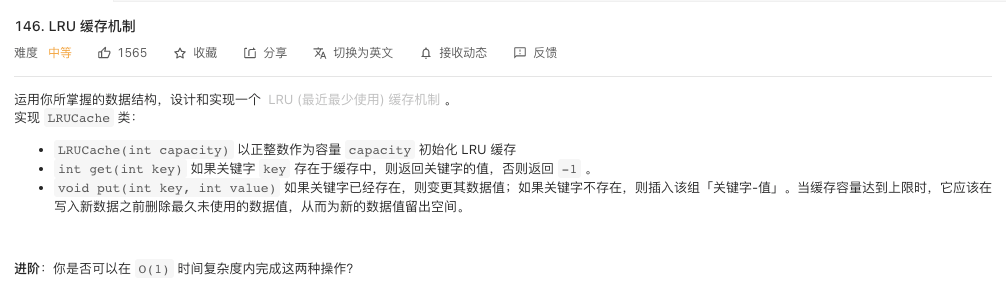 146. LRU 缓存机制
难度 中等 1565 收藏 分享 切换为英文 接收动态 反馈
运用你所掌握的数据结构，设计和实现一个 LRU (最近最少使用) 缓存机制 。
实现 LRUCache 类：
LRUCache(int capacity) 以正整数作为容量 capacity 初始化 LRU 缓存
int get(int key) 如果关键字 key 存在于缓存中，则返回关键字的值，否则返回 -1 。
void put(int key, int value) 如果关键字已经存在，则变更其数据值；如果关键字不存在，则插入该组「关键字-值」。当缓存容量达到上限时，它应该在
写入新数据之前删除最久未使用的数据值，从而为新的数据值留出空间。
进阶：你是否可以在 O(1) 时间复杂度内完成这两种操作？